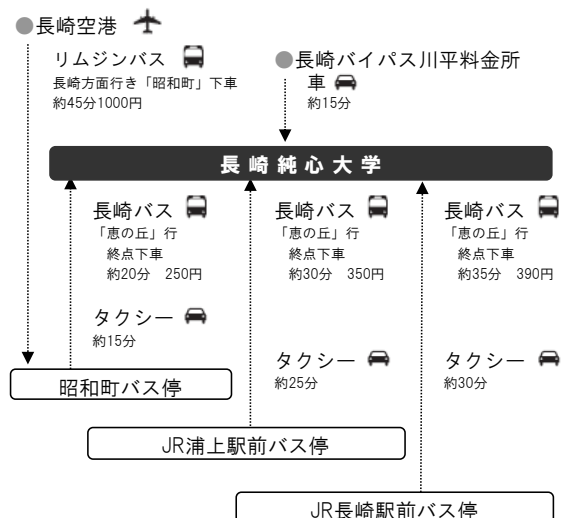 ●長崎空港
リムジンバス
長崎方面行き「昭和町」下車
約45分1000円
●長崎バイパス川平料金所
車
約15分
長崎純心大学
長崎バス
「恵の丘」行
終点下車
約20分 250円
タクシー
約15分
長崎バス
「恵の丘」行
終点下車
約30分 350円
タクシー
約25分
長崎バス
「恵の丘」行
終点下車
約35分 390円
タクシー
約30分
昭和町バス停
JR浦上駅前バス停
JR長崎駅前バス停